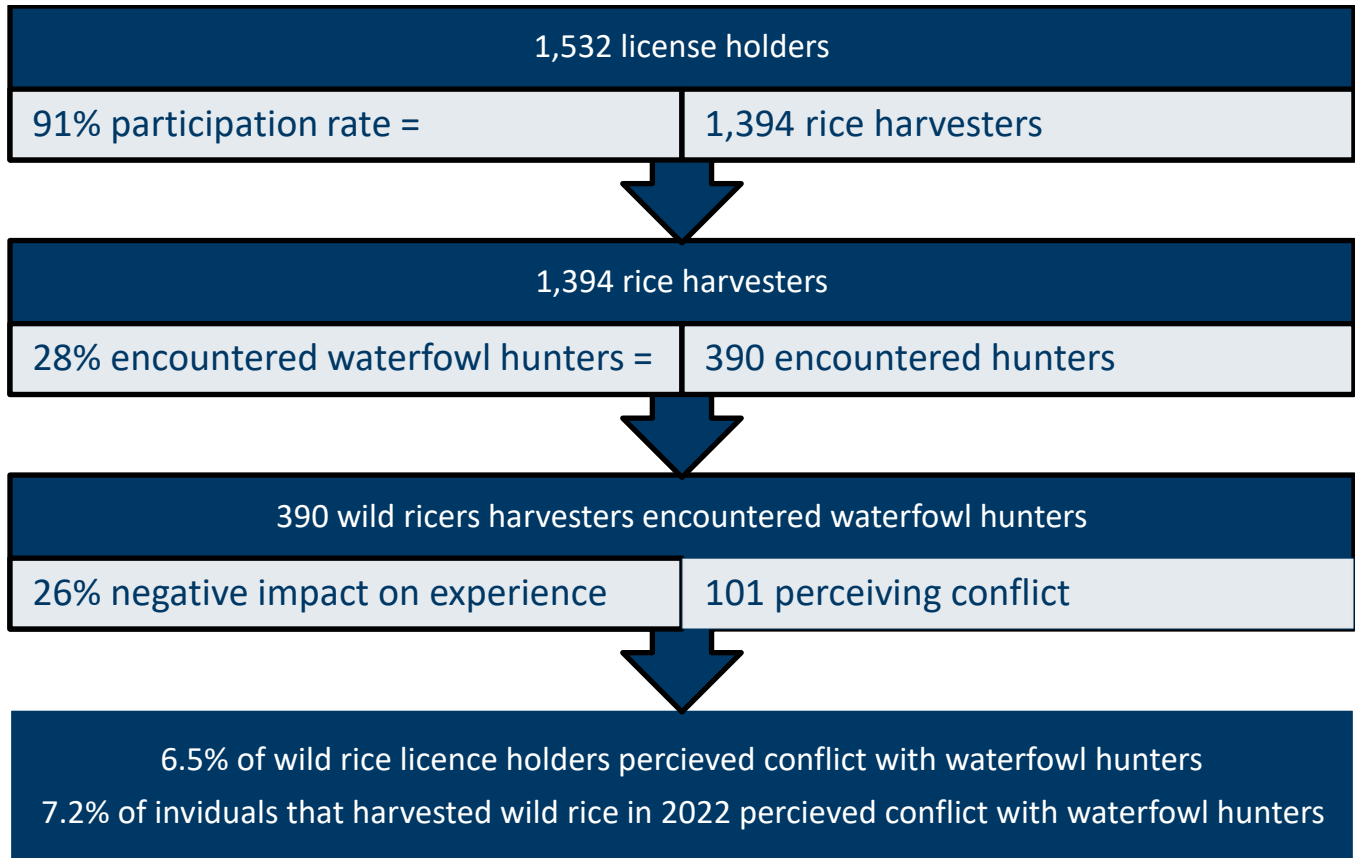 1,532 license holders
91% participation rate =
1,394 rice harvesters
1,394 rice harvesters
28% encountered waterfowl hunters =
390 encountered hunters
390 wild ricers harvesters encountered waterfowl hunters
26% negative impact on experience
101 perceiving conflict
6.5% of wild rice licence holders percieved conflict with waterfowl hunters
7.2% of inviduals that harvested wild rice in 2022 percieved conflict with waterfowl hunters